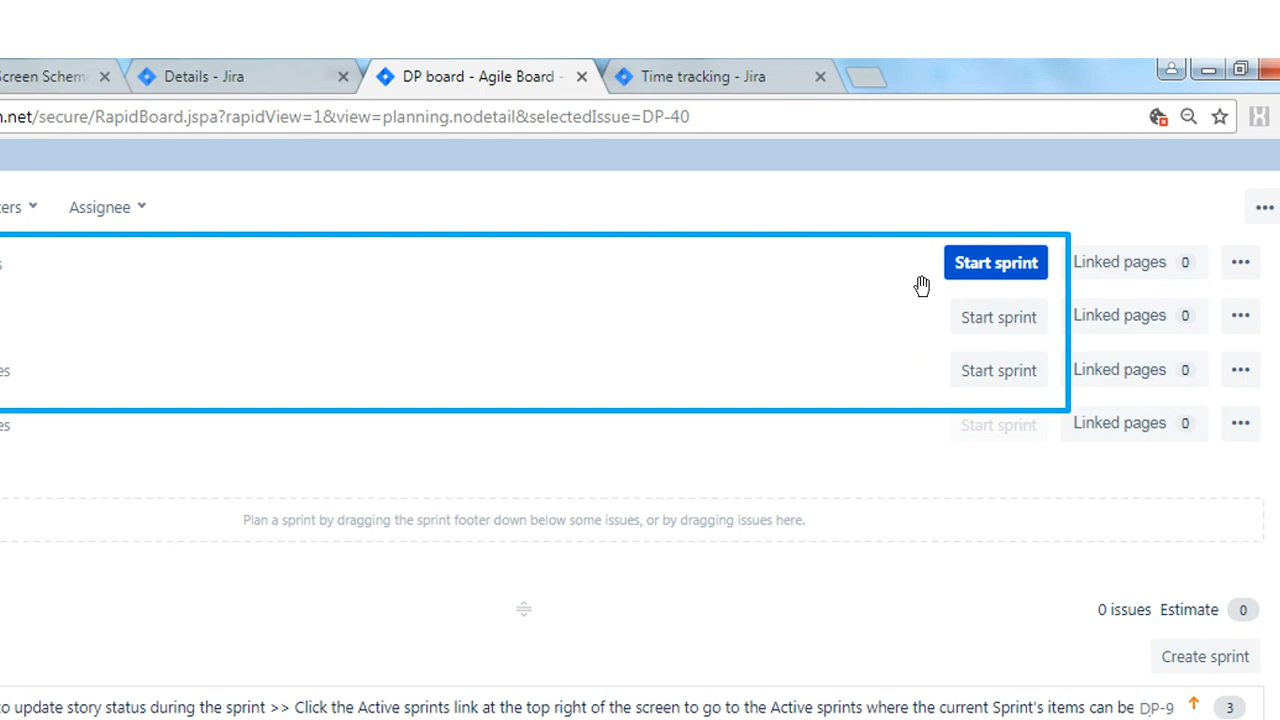 Screen Schem Details - Jira DP board - Agile Board - Time tracking - Jira
n.net/secure/RapidBoard.jspa?rapidView=1&view=planning.nodetail&selectedIssue=DP-40
ters Assignee
s Start sprint Linked pages 0
Start sprint Linked pages 0
es Start sprint Linked pages 0
es Start sprint Linked pages 0
Plan a sprint by dragging the sprint footer down below some issues, or by dragging issues here.
0 issues Estimate 0
Create sprint
to update story status during the sprint >> Click the Active sprints link at the top right of the screen to go to the Active sprints where the current Sprint's items can be DP-9 3